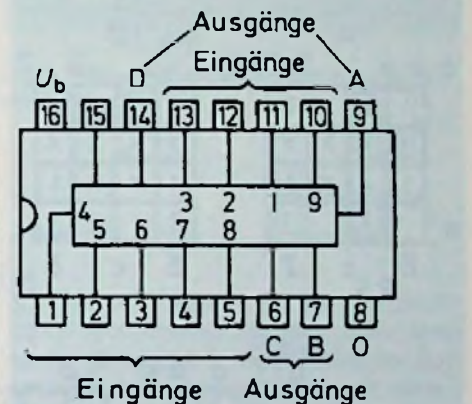 Ausgänge
Eingänge
U_b D A
16 15 14 13 12 11 10 9
3 2 1 9
4
5 6 7 8
1 2 3 4 5 6 7 8
C B O
Eingänge Ausgänge